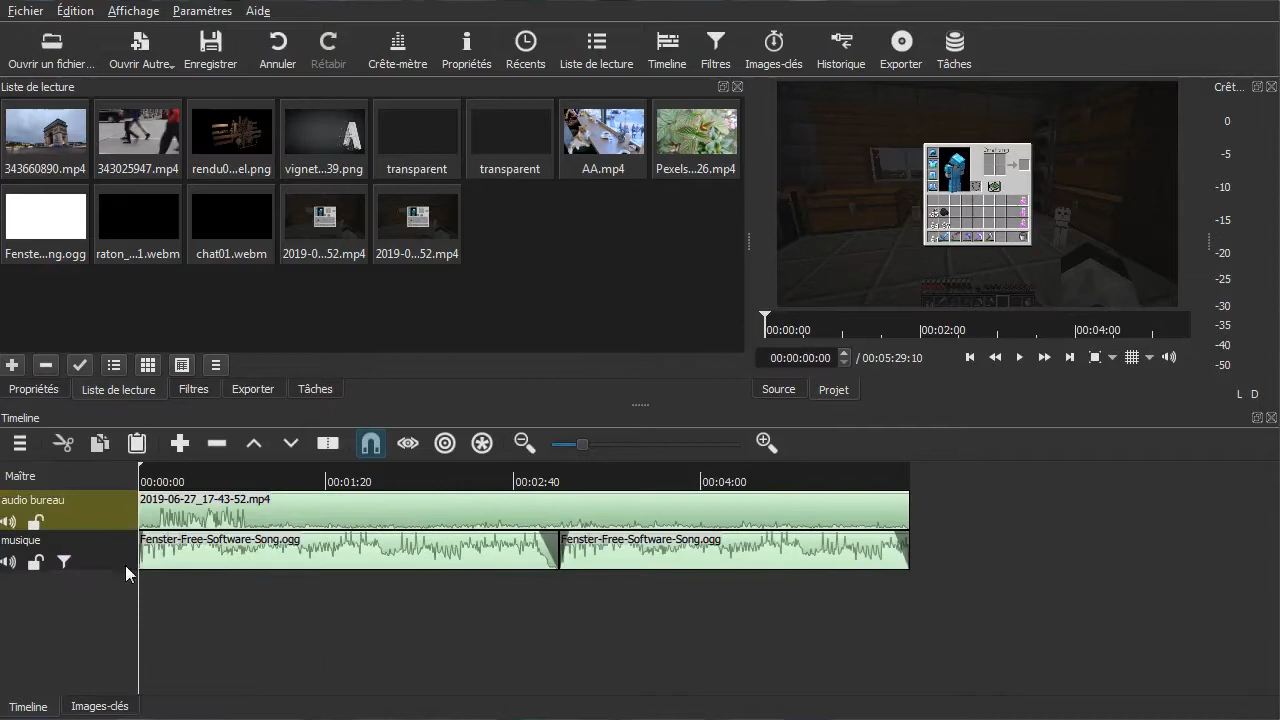 Fichier Édition Affichage Paramètres Aide
Ouvrir un fichier... Ouvrir Autre... Enregistrer Annuler Rétabir Crête-mètre Propriétés Récents Liste de lecture Timeline Filtres Images-clés Historique Exporter Tâches
Liste de lecture
343660890.mp4 343025947.mp4 rendu0...el.png vignet...39.png transparent transparent AA.mp4 Pexels...26.mp4
Fenste...ng.ogg raton_...1.webm chat01.webm 2019-0...52.mp4 2019-0...52.mp4
Propriétés Liste de lecture Filtres Exporter Tâches
00:00:00 00:02:00 00:04:00
00:00:00:00 / 00:05:29:10
Source Projet
Crêt...
0
-5
-10
-15
-20
-25
-30
-35
-40
-50
L D
Timeline
Maître
00:00:00 00:01:20 00:02:40 00:04:00
audio bureau
2019-06-27_17-43-52.mp4
musique
Fenster-Free-Software-Song.ogg Fenster-Free-Software-Song.ogg
Timeline Images-clés